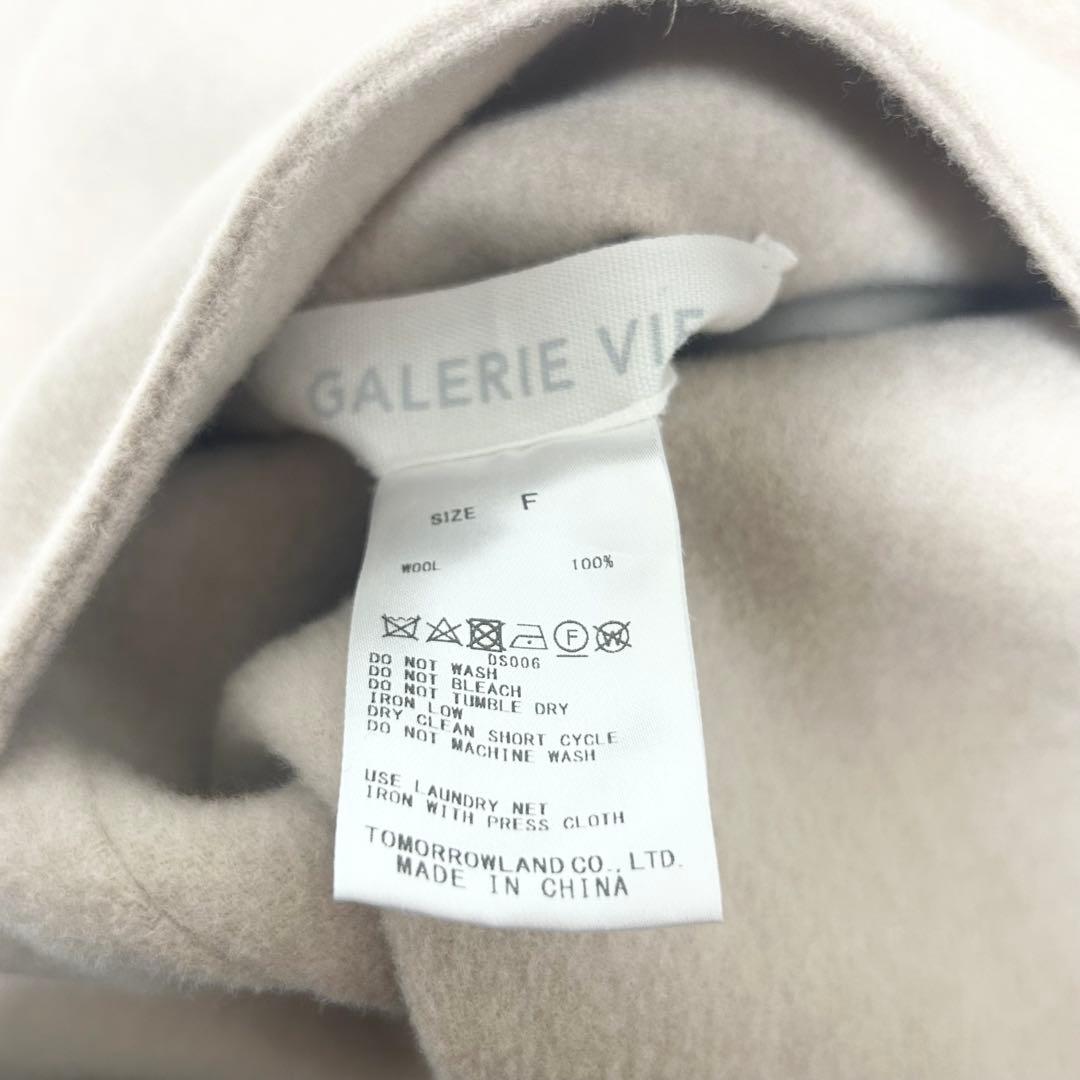 GALERIE VIE
SIZE F
WOOL 100%
F W
DS006
DO NOT WASH
DO NOT BLEACH
DO NOT TUMBLE DRY
IRON LOW
DRY CLEAN SHORT CYCLE
DO NOT MACHINE WASH
USE LAUNDRY NET
IRON WITH PRESS CLOTH
TOMORROWLAND CO., LTD.
MADE IN CHINA